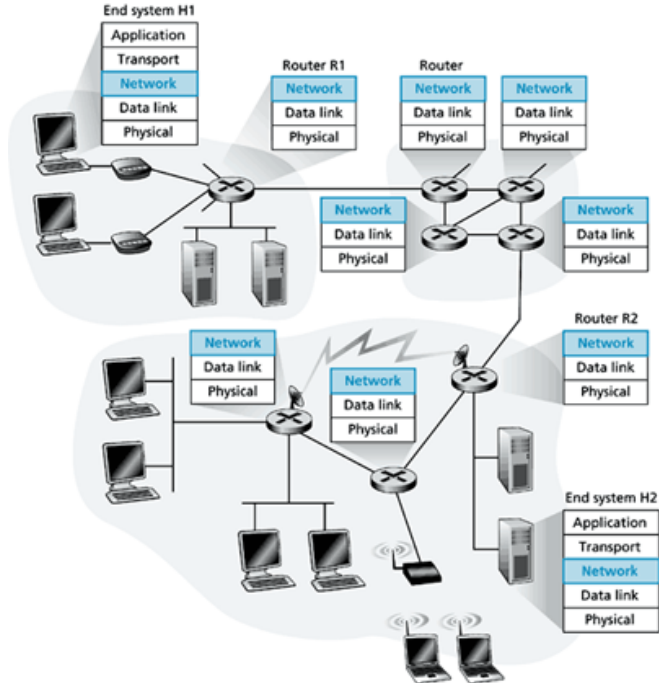 End system H1
Application
Transport
Network
Data link
Physical
Router R1
Network
Data link
Physical
Router
Network
Data link
Physical
Network
Data link
Physical
Network
Data link
Physical
Network
Data link
Physical
Network
Data link
Physical
Network
Data link
Physical
Router R2
Network
Data link
Physical
End system H2
Application
Transport
Network
Data link
Physical